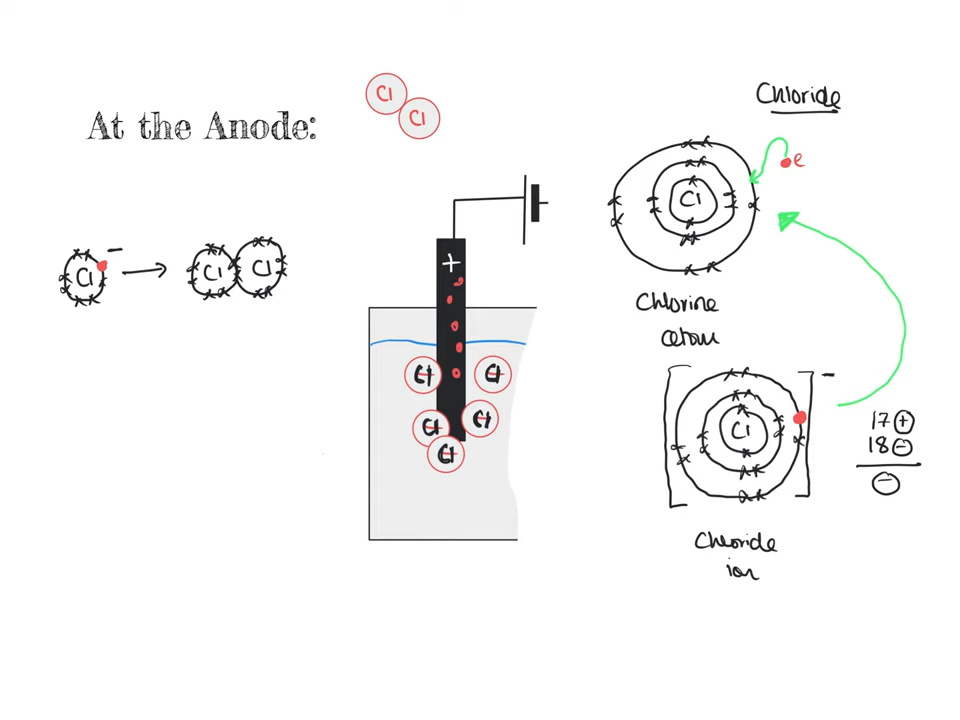 At the Anode:
Cl
Cl
Chloride
e
Cl
Chlorine
atom
Cl
−
Cl
Cl
+
Cl
Cl
Cl
Cl
Cl
Cl
−
17 +
18 −
−
Chloride
ion